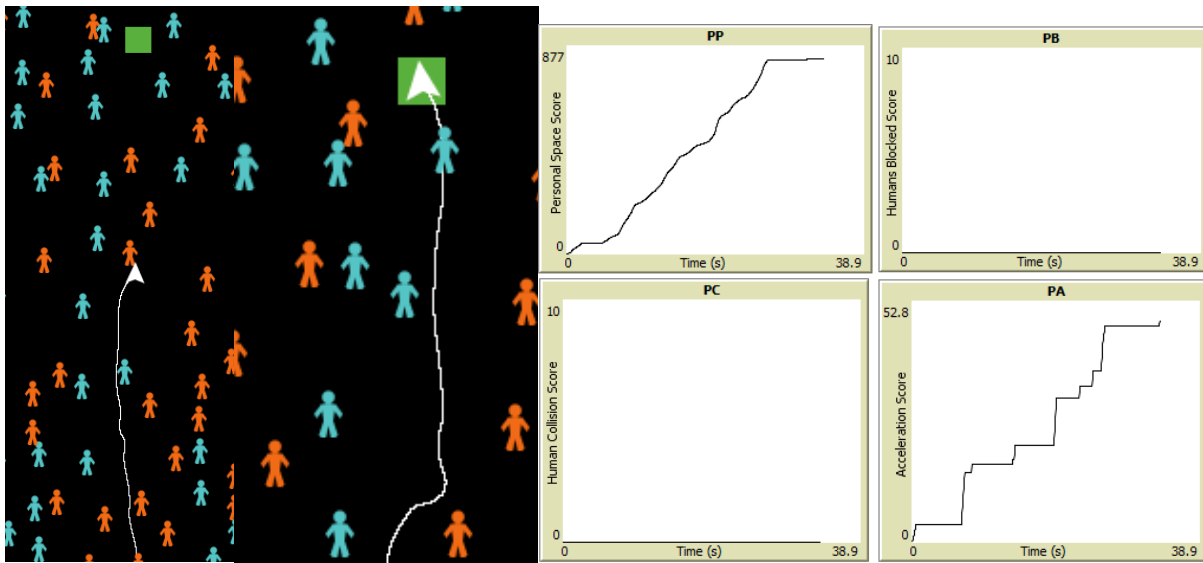 PP
877
Personal Space Score
0
0
Time (s)
38.9
PB
10
Humans Blocked Score
0
0
Time (s)
38.9
PC
10
Human Collision Score
0
0
Time (s)
38.9
PA
52.8
Acceleration Score
0
0
Time (s)
38.9